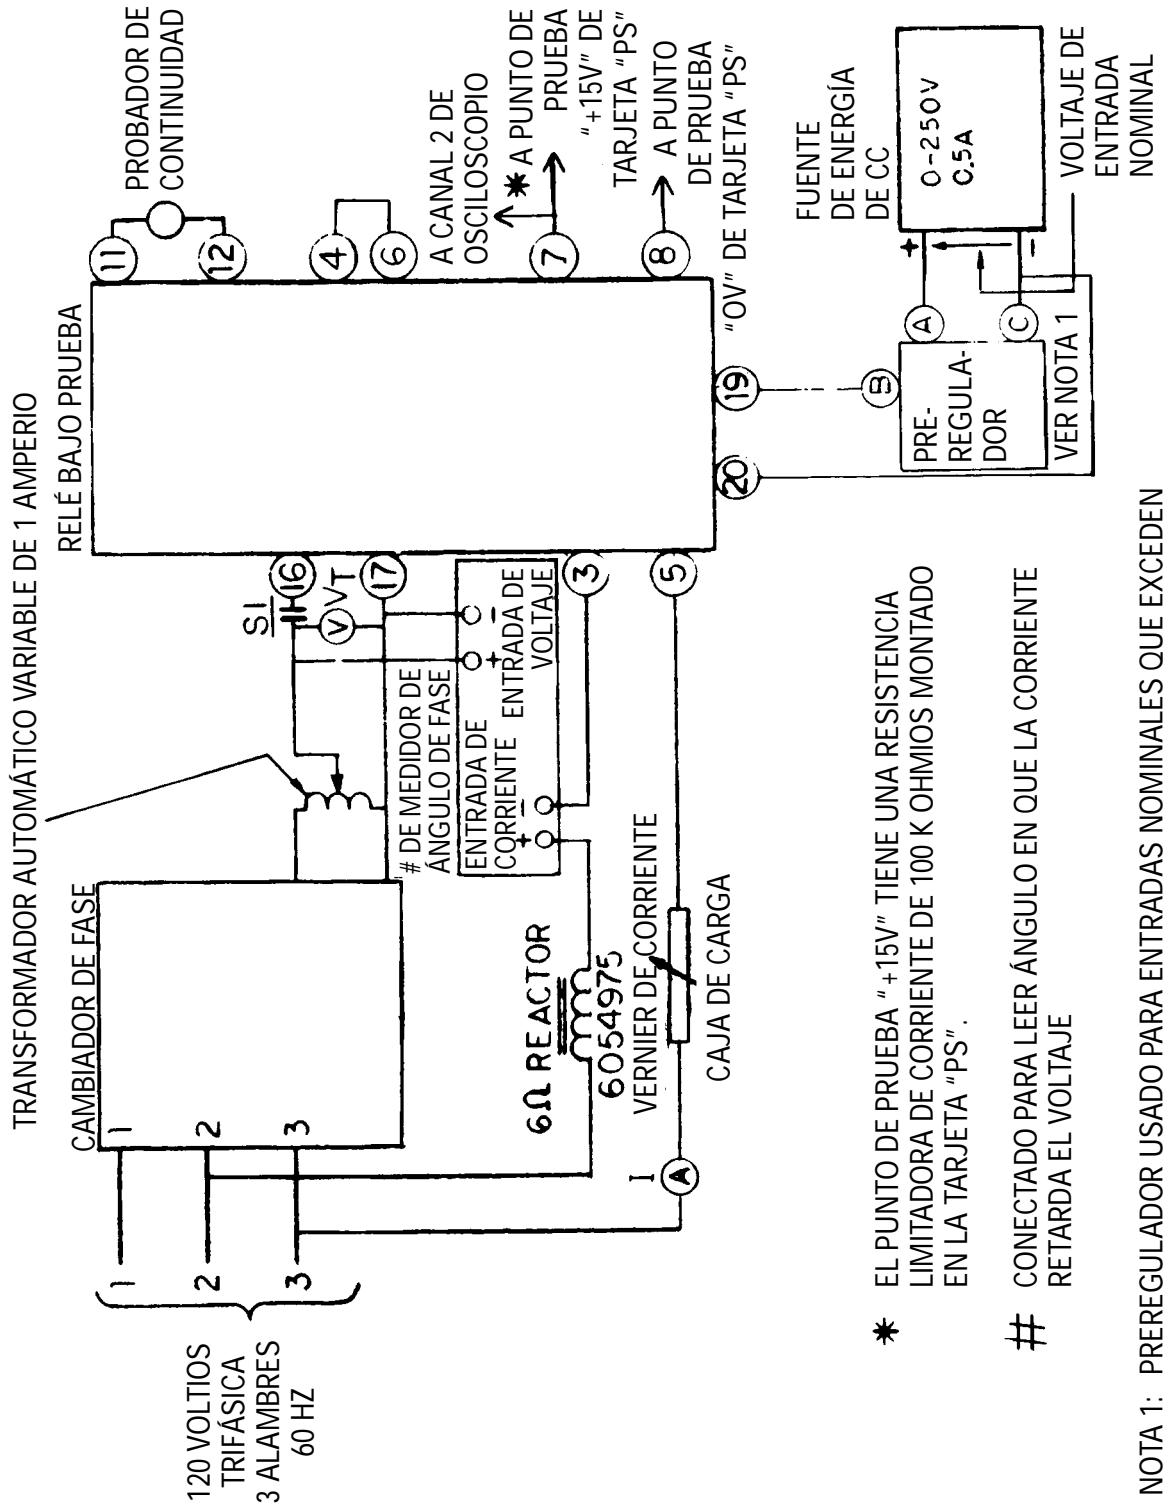 TRANSFORMADOR AUTOMÁTICO VARIABLE DE 1 AMPERIO
RELÉ BAJO PRUEBA
CAMBIADOR DE FASE
120 VOLTIOS
TRIFÁSICA
3 ALAMBRES
60 HZ
1
2
3
1
2
3
S1
V
VT
16
17
3
5
# DE MEDIDOR DE
ÁNGULO DE FASE
ENTRADA DE
CORRIENTE
+
−
ENTRADA DE
VOLTAJE
+
−
6Ω REACTOR
6054975
VERNIER DE CORRIENTE
CAJA DE CARGA
I
A
11
12
PROBADOR DE
CONTINUIDAD
4
6
A CANAL 2 DE
OSCILOSCOPIO
7
* A PUNTO DE
PRUEBA
"+15V" DE
TARJETA "PS"
8
A PUNTO
DE PRUEBA
"OV" DE TARJETA "PS"
19
20
FUENTE
DE ENERGÍA
DE CC
0-250V
0.5A
+
−
A
B
C
PRE-
REGULA-
DOR
VER NOTA 1
VOLTAJE DE
ENTRADA
NOMINAL
* EL PUNTO DE PRUEBA "+15V" TIENE UNA RESISTENCIA
LIMITADORA DE CORRIENTE DE 100 K OHMIOS MONTADO
EN LA TARJETA "PS".
# CONECTADO PARA LEER ÁNGULO EN QUE LA CORRIENTE
RETARDA EL VOLTAJE
NOTA 1: PREREGULADOR USADO PARA ENTRADAS NOMINALES QUE EXCEDEN